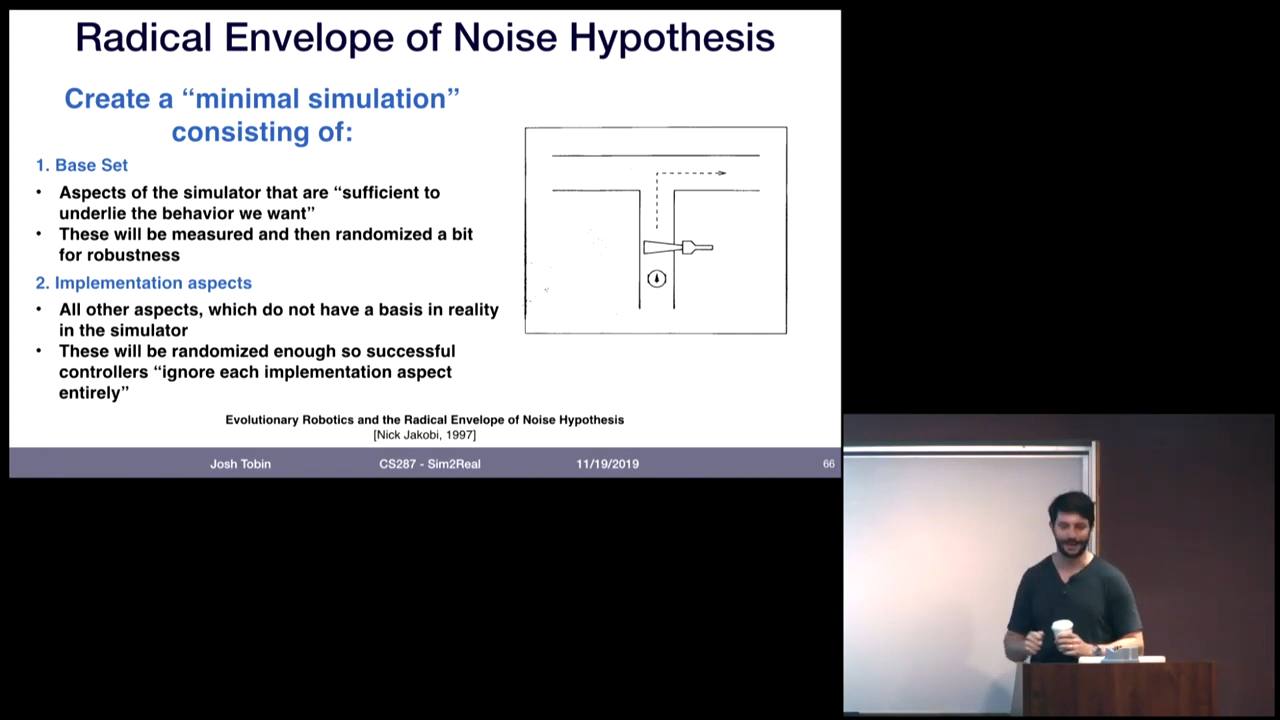 Radical Envelope of Noise Hypothesis
Create a “minimal simulation”
consisting of:
1. Base Set
• Aspects of the simulator that are “sufficient to
underlie the behavior we want”
• These will be measured and then randomized a bit
for robustness
2. Implementation aspects
• All other aspects, which do not have a basis in reality
in the simulator
• These will be randomized enough so successful
controllers “ignore each implementation aspect
entirely”
Evolutionary Robotics and the Radical Envelope of Noise Hypothesis
[Nick Jakobi, 1997]
Josh Tobin CS287 - Sim2Real 11/19/2019 66